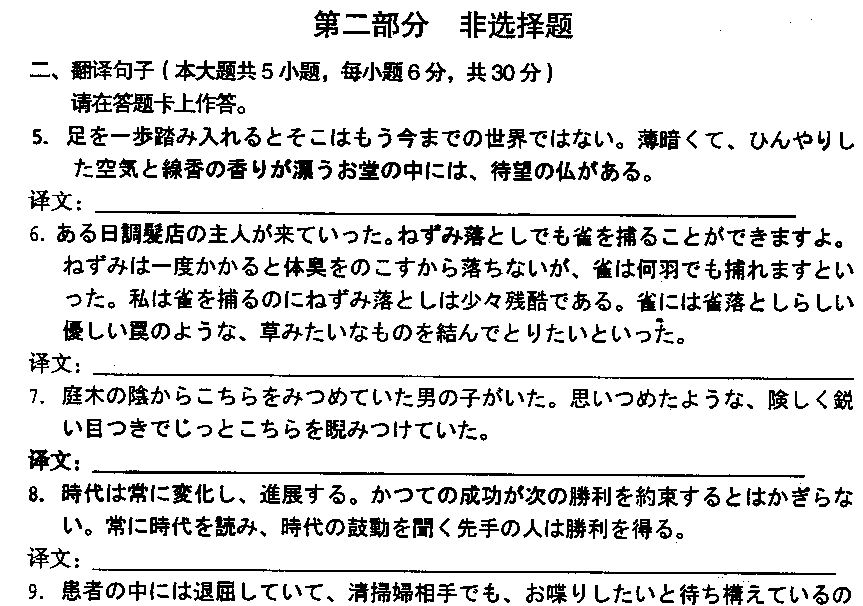 第二部分 非选择题
二、翻译句子(本大题共5小题，每小题6分，共30分)
请在答题卡上作答。
5. 足を一歩踏み入れるとそこはもう今までの世界ではない。薄暗くて、ひんやりし
た空気と線香の香りが漂うお堂の中には、待望の仏がある。
译文：
6. ある日調髪店の主人が来ていった。ねずみ落としでも雀を捕ることができますよ。
ねずみは一度かかると体臭をのこすから落ちないが、雀は何羽でも捕れますとい
った。私は雀を捕るのにねずみ落としは少々残酷である。雀には雀落としらしい
優しい罠のような、草みたいなものを結んでとりたいといった。
译文：
7. 庭木の陰からこちらをみつめていた男の子がいた。思いつめたような、険しく鋭
い目つきでじっとこちらを睨みつけていた。
译文：
8. 時代は常に変化し、進展する。かつての成功が次の勝利を約束するとはかぎらな
い。常に時代を読み、時代の鼓動を聞く先手の人は勝利を得る。
译文：
9. 患者の中には退屈していて、清掃婦相手でも、お喋りしたいと待ち構えているの